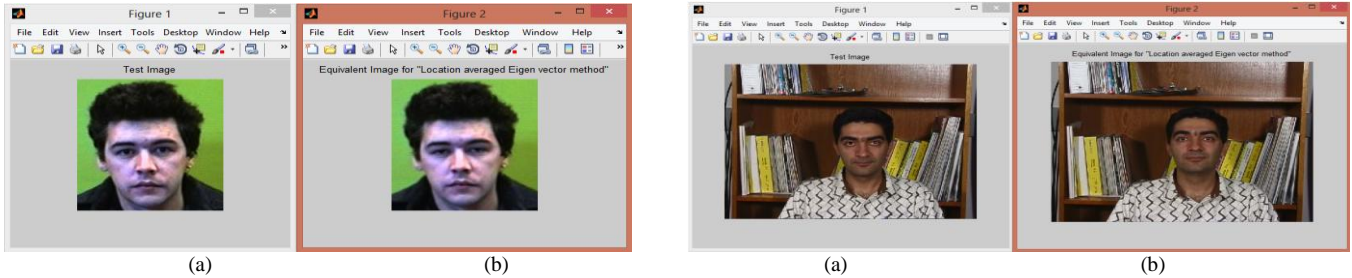 Figure 1
File Edit View Insert Tools Desktop Window Help
Test Image
(a)
Figure 2
File Edit View Insert Tools Desktop Window Help
Equivalent Image for "Location averaged Eigen vector method"
(b)
Figure 1
File Edit View Insert Tools Desktop Window Help
Test Image
(a)
Figure 2
File Edit View Insert Tools Desktop Window Help
Equivalent Image for "Location averaged Eigen vector method"
(b)